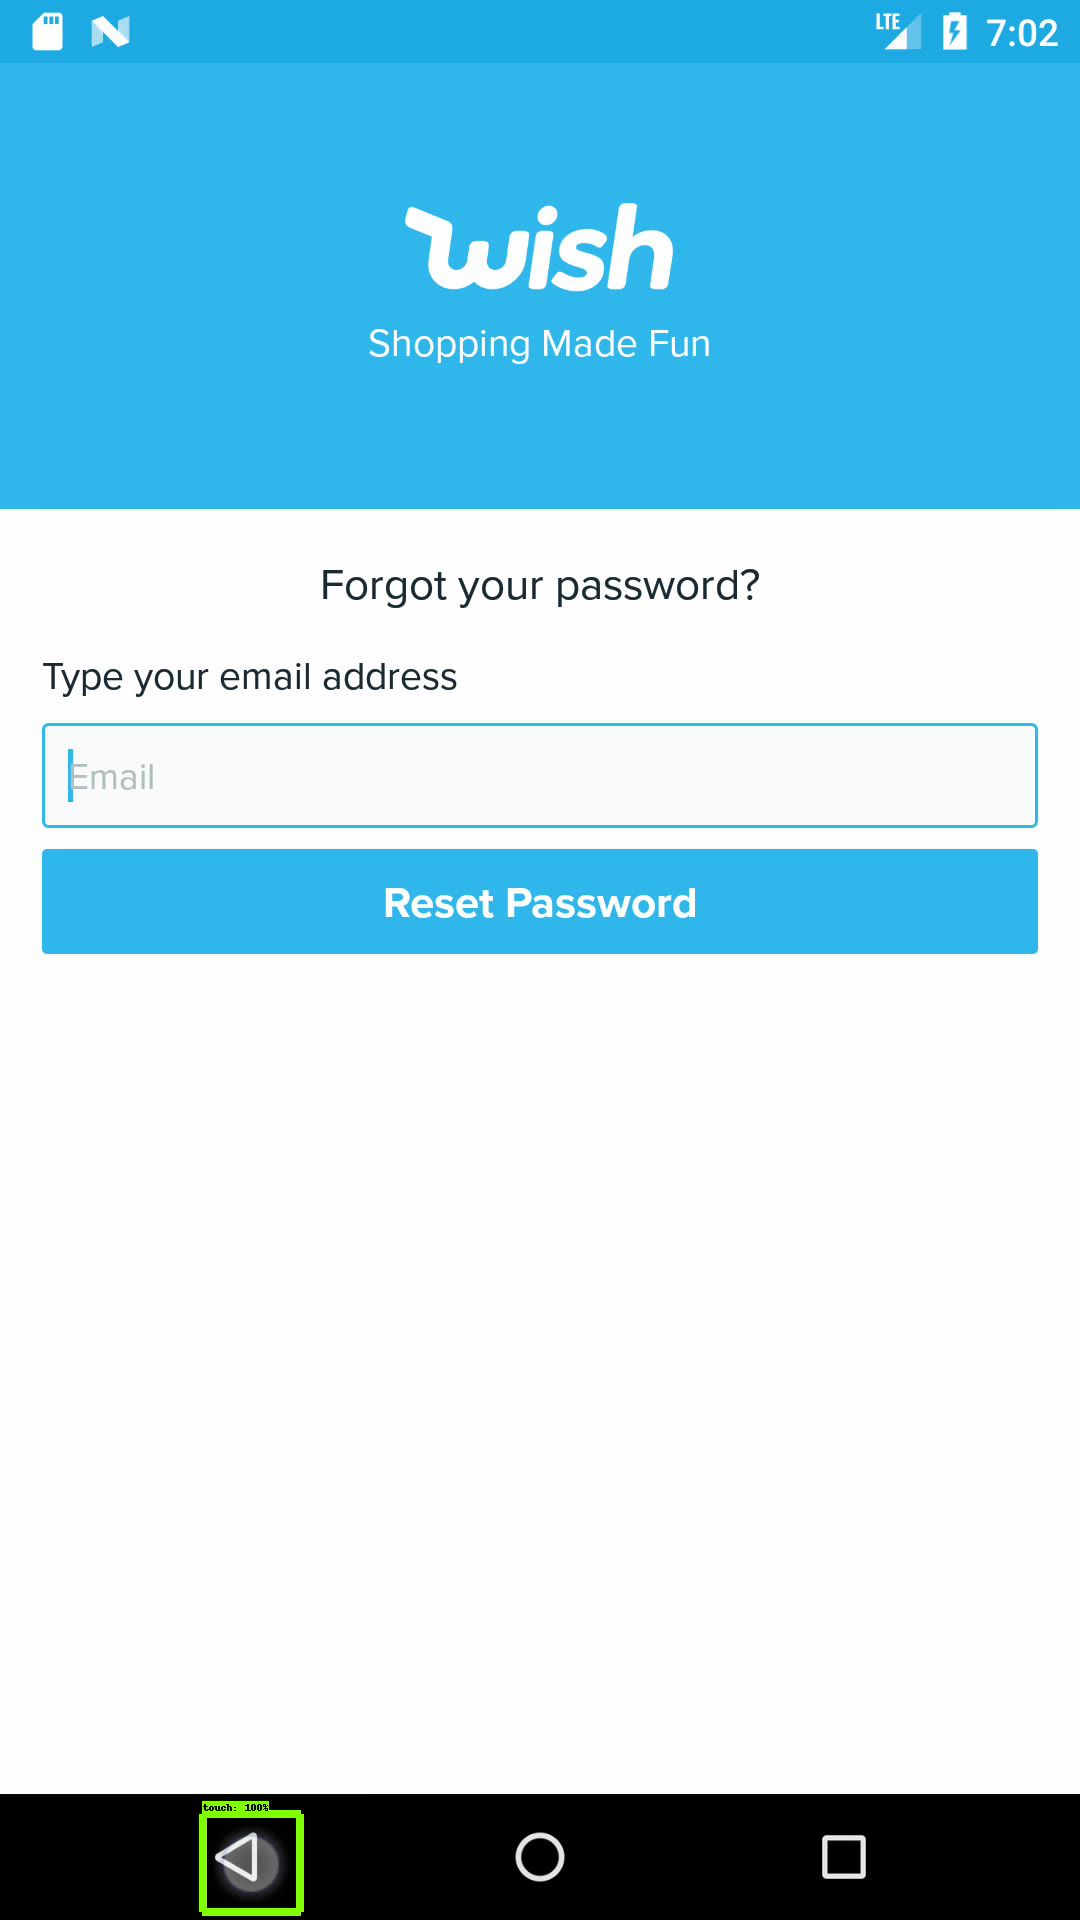 LTE 7:02
wish
Shopping Made Fun
Forgot your password?
Type your email address
Email
Reset Password
touch: 100%